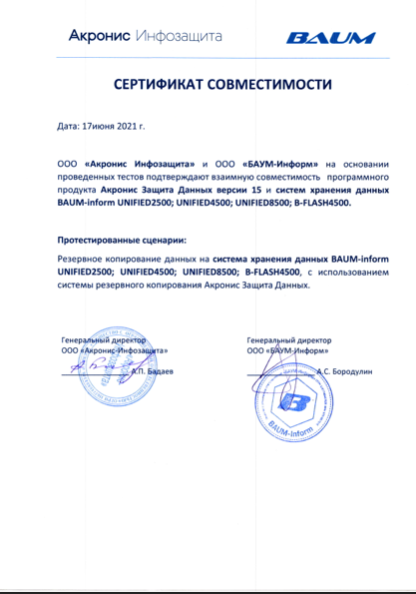 Акронис Инфозащита
BAUM
СЕРТИФИКАТ СОВМЕСТИМОСТИ
Дата: 17июня 2021 г.
ООО «Акронис Инфозащита» и ООО «БАУМ-Информ» на основании
проведенных тестов подтверждают взаимную совместимость программного
продукта Акронис Защита Данных версии 15 и систем хранения данных
BAUM-inform UNIFIED2500; UNIFIED4500; UNIFIED8500; B-FLASH4500.
Протестированные сценарии:
Резервное копирование данных на система хранения данных BAUM-inform
UNIFIED2500; UNIFIED4500; UNIFIED8500; B-FLASH4500, с использованием
системы резервного копирования Акронис Защита Данных.
Генеральный директор
ООО «Акронис-Инфозащита»
А.П. Бадаев
Генеральный директор
ООО «БАУМ-Информ»
А.С. Бородулин
B
BAUM-Inform